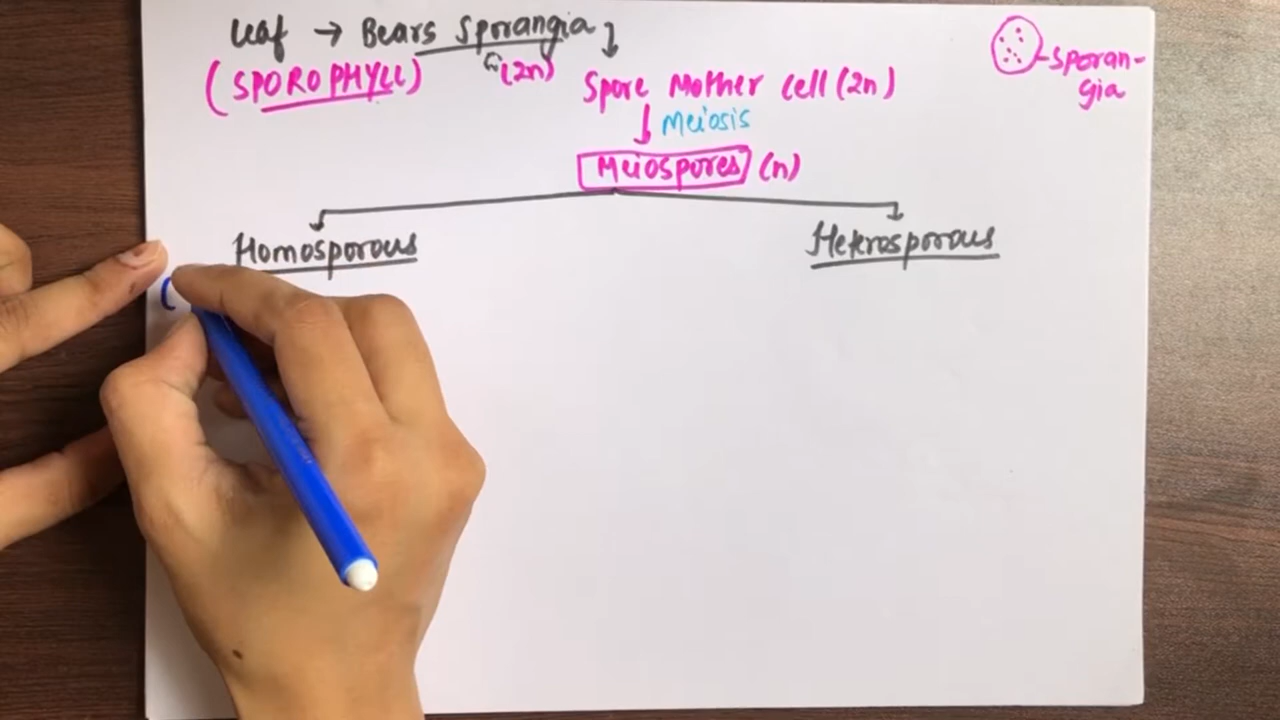 Leaf → Bears Sporangia
(SPOROPHYLL) (2n)
Spore Mother cell (2n)
Meiosis
Meiospores (n)
Sporan-
gia
Homosporous
Heterosporous